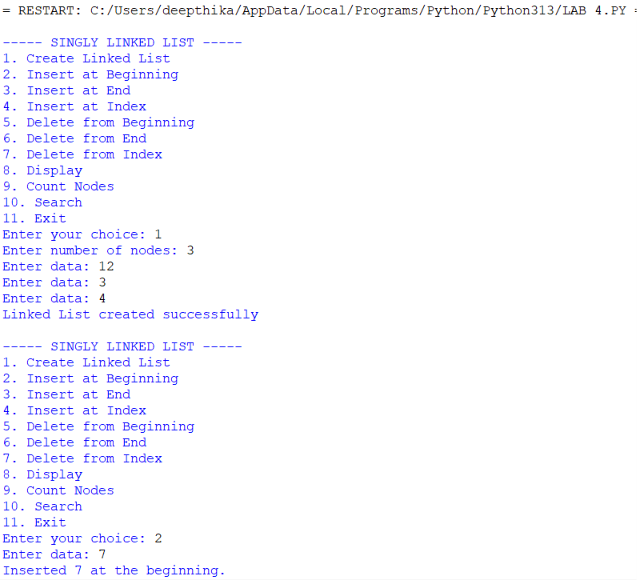 = RESTART: C:/Users/deepthika/AppData/Local/Programs/Python/Python313/LAB 4.PY =

----- SINGLY LINKED LIST -----
1. Create Linked List
2. Insert at Beginning
3. Insert at End
4. Insert at Index
5. Delete from Beginning
6. Delete from End
7. Delete from Index
8. Display
9. Count Nodes
10. Search
11. Exit
Enter your choice: 1
Enter number of nodes: 3
Enter data: 12
Enter data: 3
Enter data: 4
Linked List created successfully

----- SINGLY LINKED LIST -----
1. Create Linked List
2. Insert at Beginning
3. Insert at End
4. Insert at Index
5. Delete from Beginning
6. Delete from End
7. Delete from Index
8. Display
9. Count Nodes
10. Search
11. Exit
Enter your choice: 2
Enter data: 7
Inserted 7 at the beginning.